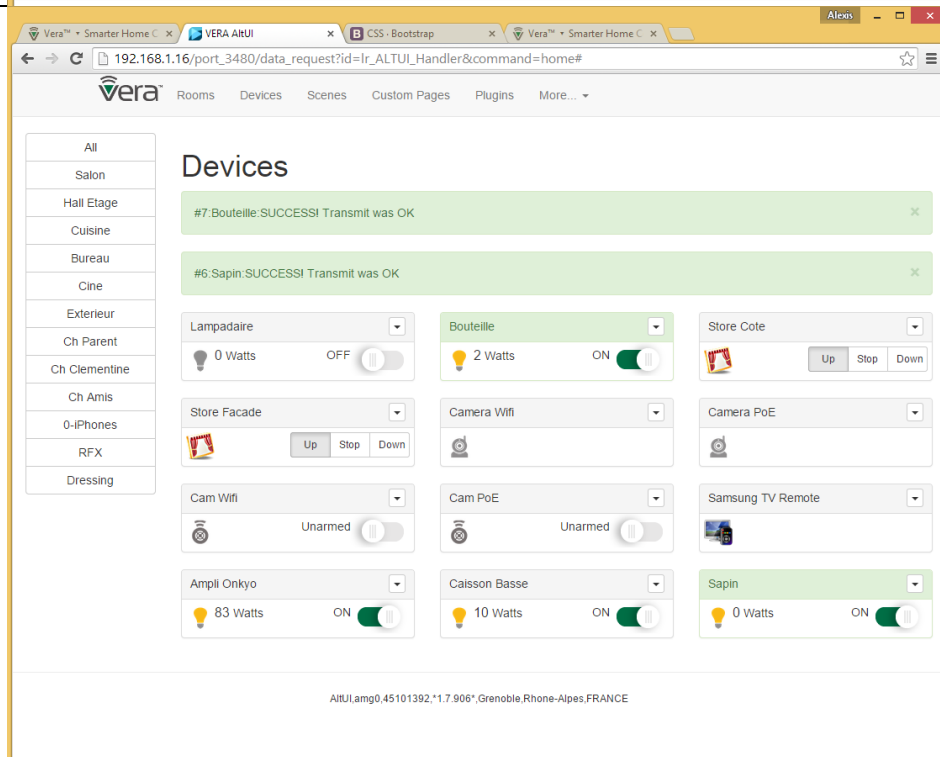 Alexis
Vera™ • Smarter Home C
VERA AltUI
CSS · Bootstrap
Vera™ • Smarter Home C
192.168.1.16/port_3480/data_request?id=lr_ALTUI_Handler&command=home#
vera™ Rooms Devices Scenes Custom Pages Plugins More...
All
Salon
Hall Etage
Cuisine
Bureau
Cine
Exterieur
Ch Parent
Ch Clementine
Ch Amis
0-iPhones
RFX
Dressing
Devices
#7:Bouteille:SUCCESS! Transmit was OK ×
#6:Sapin:SUCCESS! Transmit was OK ×
Lampadaire
0 Watts OFF
Bouteille
2 Watts ON
Store Cote
Up Stop Down
Store Facade
Up Stop Down
Camera Wifi
Camera PoE
Cam Wifi
Unarmed
Cam PoE
Unarmed
Samsung TV Remote
Ampli Onkyo
83 Watts ON
Caisson Basse
10 Watts ON
Sapin
0 Watts ON
AltUI,amg0,45101392,*1.7.906*,Grenoble,Rhone-Alpes,FRANCE